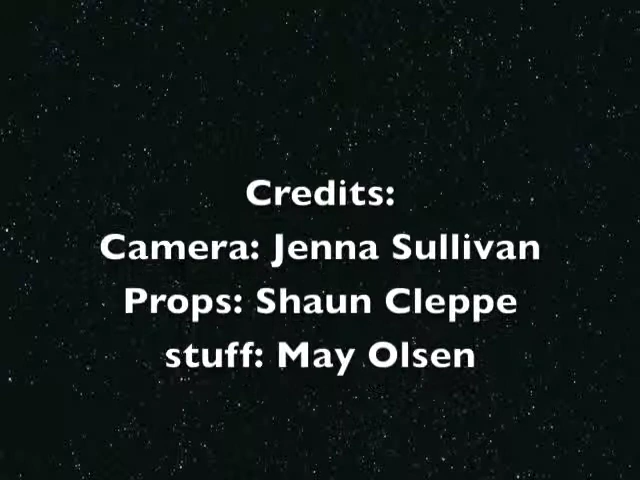 Credits:
Camera: Jenna Sullivan
Props: Shaun Cleppe
stuff: May Olsen